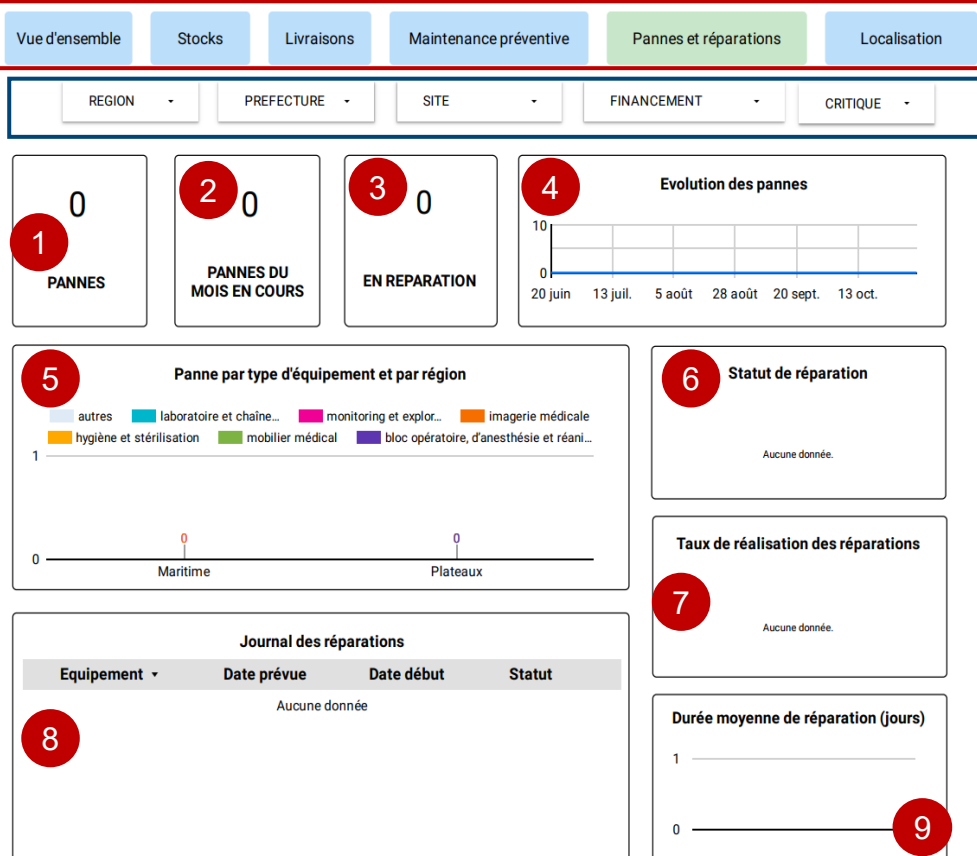 Vue d'ensemble
Stocks
Livraisons
Maintenance préventive
Pannes et réparations
Localisation
REGION
PREFECTURE
SITE
FINANCEMENT
CRITIQUE
0
1
PANNES
2
0
PANNES DU
MOIS EN COURS
3
0
EN REPARATION
4
Evolution des pannes
10
0
20 juin 13 juil. 5 août 28 août 20 sept. 13 oct.
5
Panne par type d'équipement et par région
autres laboratoire et chaîne... monitoring et explor... imagerie médicale
hygiène et stérilisation mobilier médical bloc opératoire, d'anesthésie et réani...
1
0 0
0
Maritime Plateaux
6
Statut de réparation
Aucune donnée.
Taux de réalisation des réparations
7
Aucune donnée.
Journal des réparations
Equipement Date prévue Date début Statut
Aucune donnée
8
Durée moyenne de réparation (jours)
1
0
9